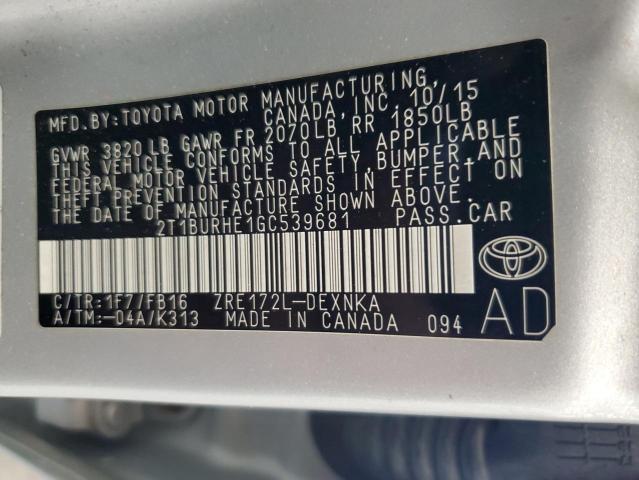 MFD.BY:TOYOTA MOTOR MANUFACTURING,
CANADA, INC. 10/15
GVWR 3820 LB GAWR FR 2070LB, RR 1850LB
THIS VEHICLE CONFORMS TO ALL APPLICABLE
FEDERAL MOTOR VEHICLE SAFETY,BUMPER,AND
THEFT PREVENTION STANDARDS IN EFFECT ON
THE DATE OF MANUFACTURE SHOWN ABOVE.
2T1BURHE1GC539681 PASS.CAR
C/TR:1F7/FB16 ZRE172L-DEXNKA
A/TM:-04A/K313 MADE IN CANADA 094
AD